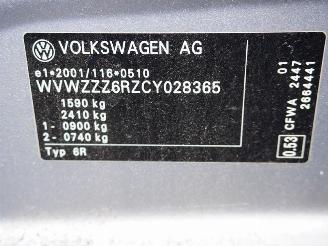 VOLKSWAGEN AG
e1*2001/116*0510
WVWZZZ6RZCY028365
1590 kg
2410 kg
1- 0900 kg
2- 0740 kg
Typ 6R
0.53
CFWA 2447 01
2664441